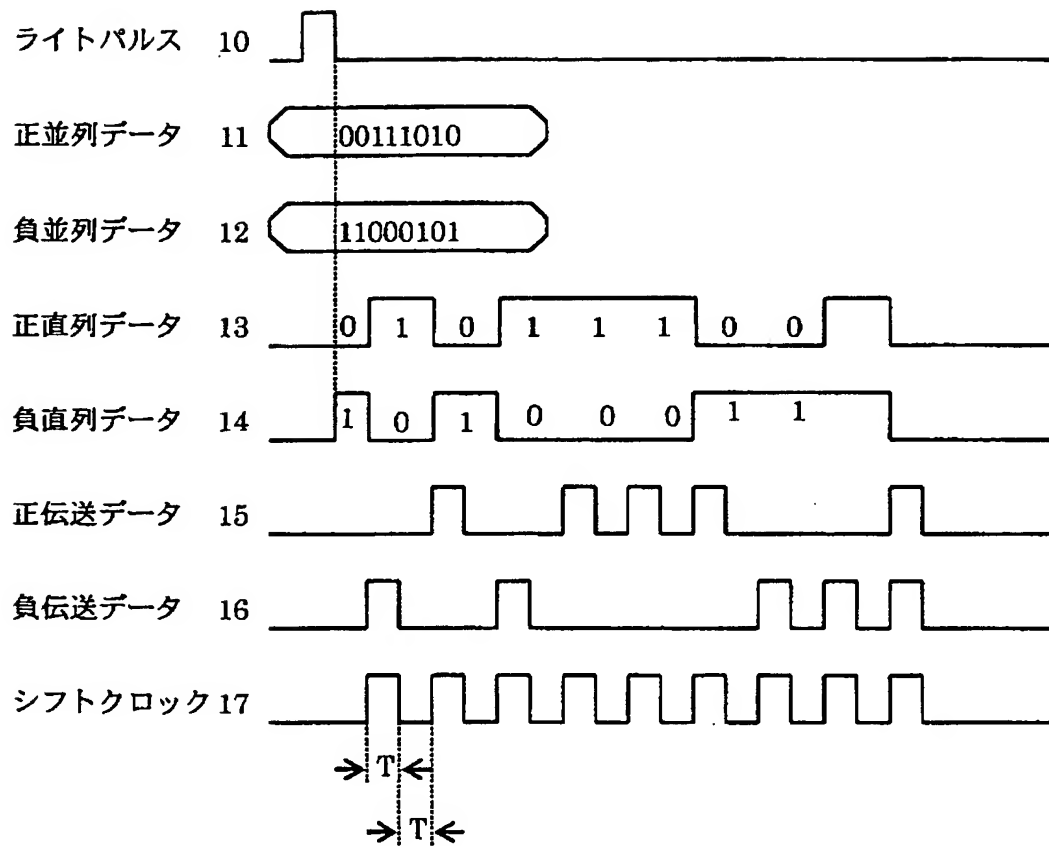 ライトパルス 10
正並列データ 11 00111010
負並列データ 12 11000101
正直列データ 13 0 1 0 1 1 1 0 0
負直列データ 14 1 0 1 0 0 0 1 1
正伝送データ 15
負伝送データ 16
シフトクロック 17
T
T